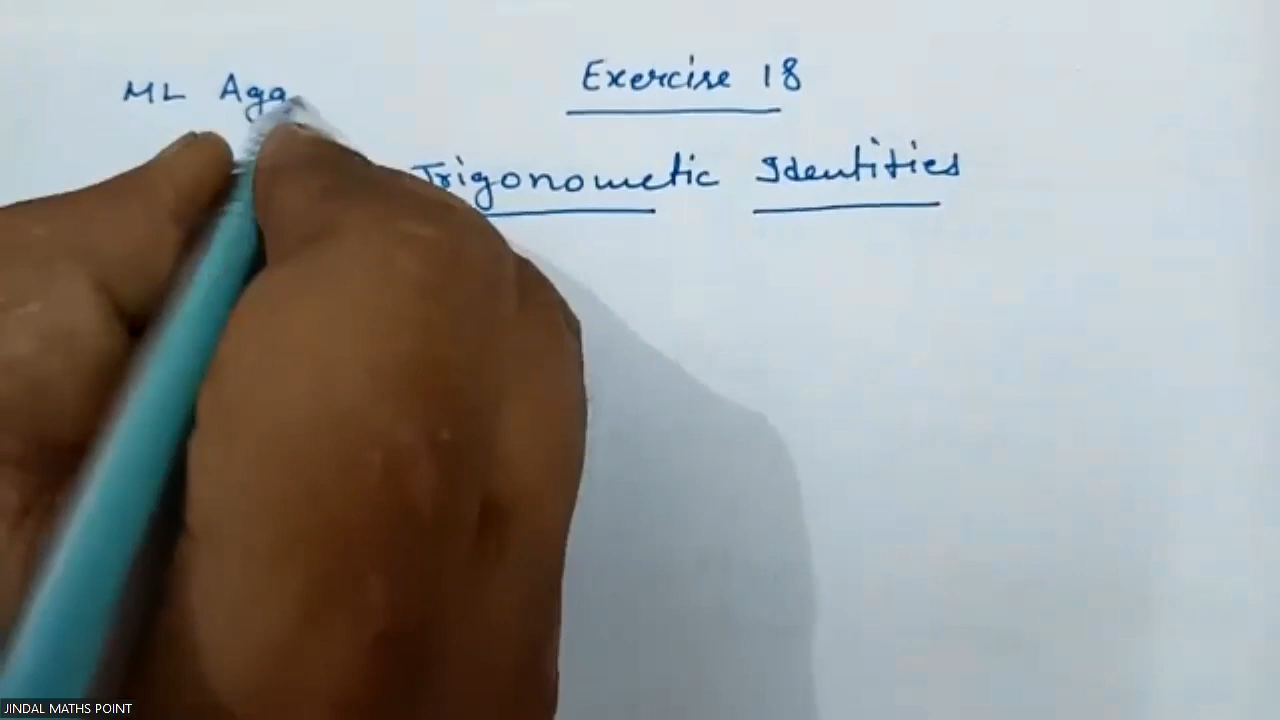 ML Aga
Exercise 18
Trigonometic Identities
JINDAL MATHS POINT